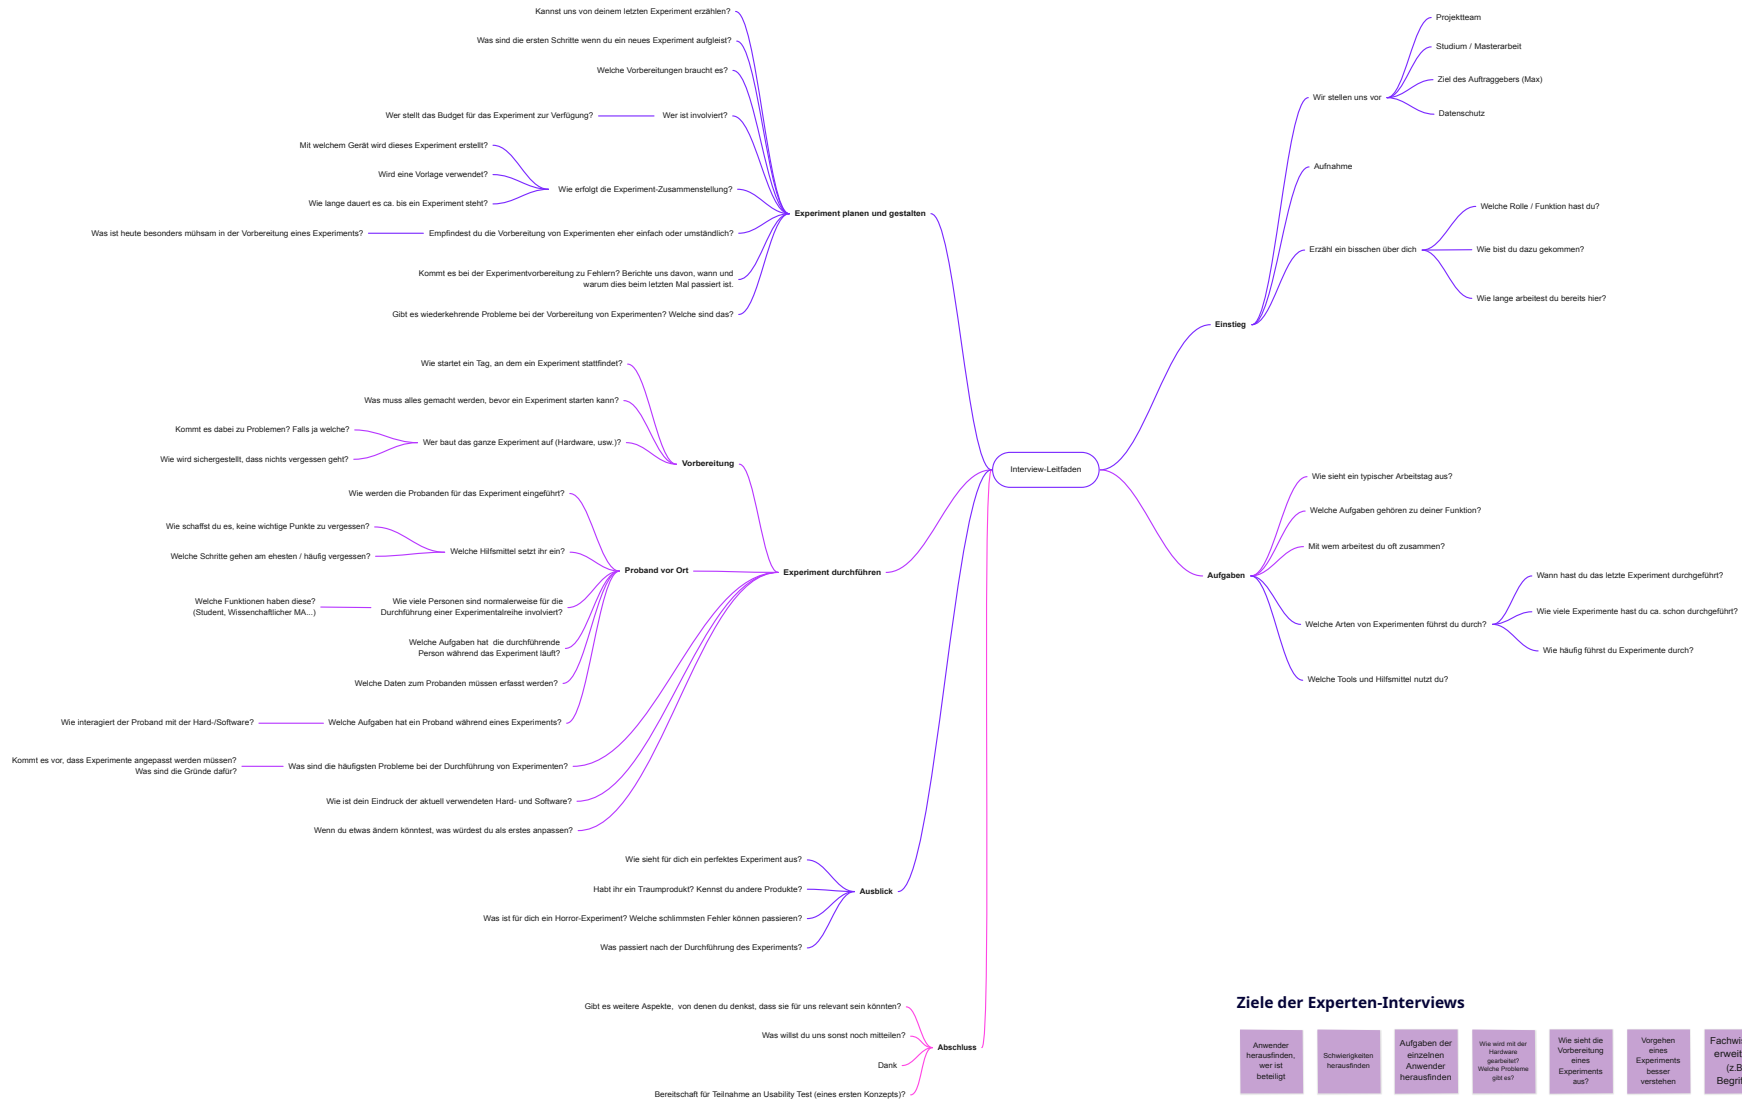 Interview-Leitfaden
Einstieg
Wir stellen uns vor
Projektteam
Studium / Masterarbeit
Ziel des Auftraggebers (Max)
Datenschutz
Aufnahme
Erzähl ein bisschen über dich
Welche Rolle / Funktion hast du?
Wie bist du dazu gekommen?
Wie lange arbeitest du bereits hier?
Aufgaben
Wie sieht ein typischer Arbeitstag aus?
Welche Aufgaben gehören zu deiner Funktion?
Mit wem arbeitest du oft zusammen?
Welche Arten von Experimenten führst du durch?
Wann hast du das letzte Experiment durchgeführt?
Wie viele Experimente hast du ca. schon durchgeführt?
Wie häufig führst du Experimente durch?
Welche Tools und Hilfsmittel nutzt du?
Experiment planen und gestalten
Kannst uns von deinem letzten Experiment erzählen?
Was sind die ersten Schritte wenn du ein neues Experiment aufgleist?
Welche Vorbereitungen braucht es?
Wer ist involviert?
Wer stellt das Budget für das Experiment zur Verfügung?
Wie erfolgt die Experiment-Zusammenstellung?
Mit welchem Gerät wird dieses Experiment erstellt?
Wird eine Vorlage verwendet?
Wie lange dauert es ca. bis ein Experiment steht?
Empfindest du die Vorbereitung von Experimenten eher einfach oder umständlich?
Was ist heute besonders mühsam in der Vorbereitung eines Experiments?
Kommt es bei der Experimentvorbereitung zu Fehlern? Berichte uns davon, wann und
warum dies beim letzten Mal passiert ist.
Gibt es wiederkehrende Probleme bei der Vorbereitung von Experimenten? Welche sind das?
Experiment durchführen
Vorbereitung
Wie startet ein Tag, an dem ein Experiment stattfindet?
Was muss alles gemacht werden, bevor ein Experiment starten kann?
Wer baut das ganze Experiment auf (Hardware, usw.)?
Kommt es dabei zu Problemen? Falls ja welche?
Wie wird sichergestellt, dass nichts vergessen geht?
Proband vor Ort
Wie werden die Probanden für das Experiment eingeführt?
Welche Hilfsmittel setzt ihr ein?
Wie schaffst du es, keine wichtige Punkte zu vergessen?
Welche Schritte gehen am ehesten / häufig vergessen?
Wie viele Personen sind normalerweise für die
Durchführung einer Experimentalreihe involviert?
Welche Funktionen haben diese?
(Student, Wissenchaftlicher MA...)
Welche Aufgaben hat  die durchführende
Person während das Experiment läuft?
Welche Daten zum Probanden müssen erfasst werden?
Welche Aufgaben hat ein Proband während eines Experiments?
Wie interagiert der Proband mit der Hard-/Software?
Was sind die häufigsten Probleme bei der Durchführung von Experimenten?
Kommt es vor, dass Experimente angepasst werden müssen?
Was sind die Gründe dafür?
Wie ist dein Eindruck der aktuell verwendeten Hard- und Software?
Wenn du etwas ändern könntest, was würdest du als erstes anpassen?
Ausblick
Wie sieht für dich ein perfektes Experiment aus?
Habt ihr ein Traumprodukt? Kennst du andere Produkte?
Was ist für dich ein Horror-Experiment? Welche schlimmsten Fehler können passieren?
Was passiert nach der Durchführung des Experiments?
Abschluss
Gibt es weitere Aspekte,  von denen du denkst, dass sie für uns relevant sein könnten?
Was willst du uns sonst noch mitteilen?
Dank
Bereitschaft für Teilnahme an Usability Test (eines ersten Konzepts)?
Ziele der Experten-Interviews
Anwender
herausfinden,
wer ist
beteiligt
Schwierigkeiten
herausfinden
Aufgaben der
einzelnen
Anwender
herausfinden
Wie wird mit der
Hardware
gearbeitet?
Welche Probleme
gibt es?
Wie sieht die
Vorbereitung
eines
Experiments
aus?
Vorgehen
eines
Experiments
besser
verstehen
(z.B